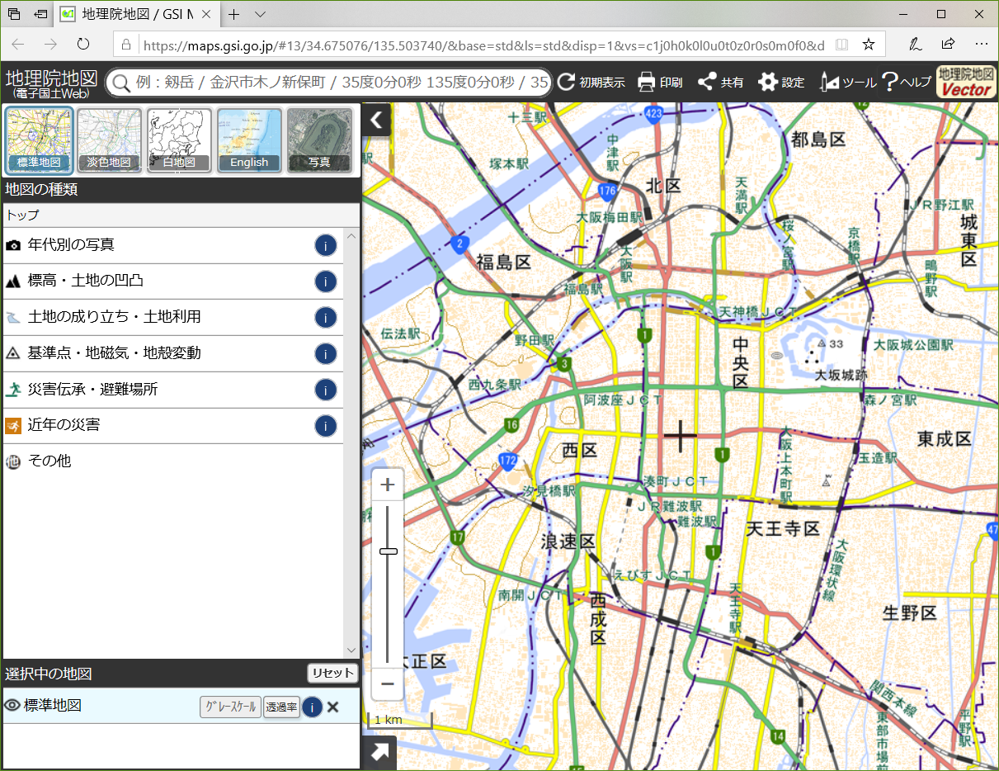 地理院地図 / GSI M
https://maps.gsi.go.jp/#13/34.675076/135.503740/&base=std&ls=std&disp=1&vs=c1j0h0k0l0u0t0z0r0s0m0f0&d
地理院地図
(電子国土Web)
例：剱岳 / 金沢市木ノ新保町 / 35度0分0秒 135度0分0秒 / 35
初期表示
印刷
共有
設定
ツール
ヘルプ
地理院地図
Vector
標準地図
淡色地図
白地図
English
写真
地図の種類
トップ
年代別の写真
標高・土地の凹凸
土地の成り立ち・土地利用
基準点・地磁気・地殻変動
災害伝承・避難場所
近年の災害
その他
選択中の地図
リセット
標準地図
グレースケール
透過率
十三駅
423
12
都島区
中津駅
塚本駅
北区
天満駅
176
JR野江駅
大阪梅田駅
城東区
桜ノ宮駅
京橋駅
2
大阪駅
福島区
鴫野駅
福島駅
天神橋JCT
伝法駅
野田駅
1
中央区
33
大阪城公園駅
3
大坂城跡
西九条駅
阿波座JCT
森ノ宮駅
16
大阪上本町駅
東成区
西区
1
玉造駅
172
湊町JCT
汐見橋駅
JR難波駅
難波駅
天王寺区
47
17
浪速区
1
大阪環状線
えびすJCT
天王寺駅
南開JCT
西成区
生野区
大正区
関西本線
平野駅
東部市場前
1 km
14
15